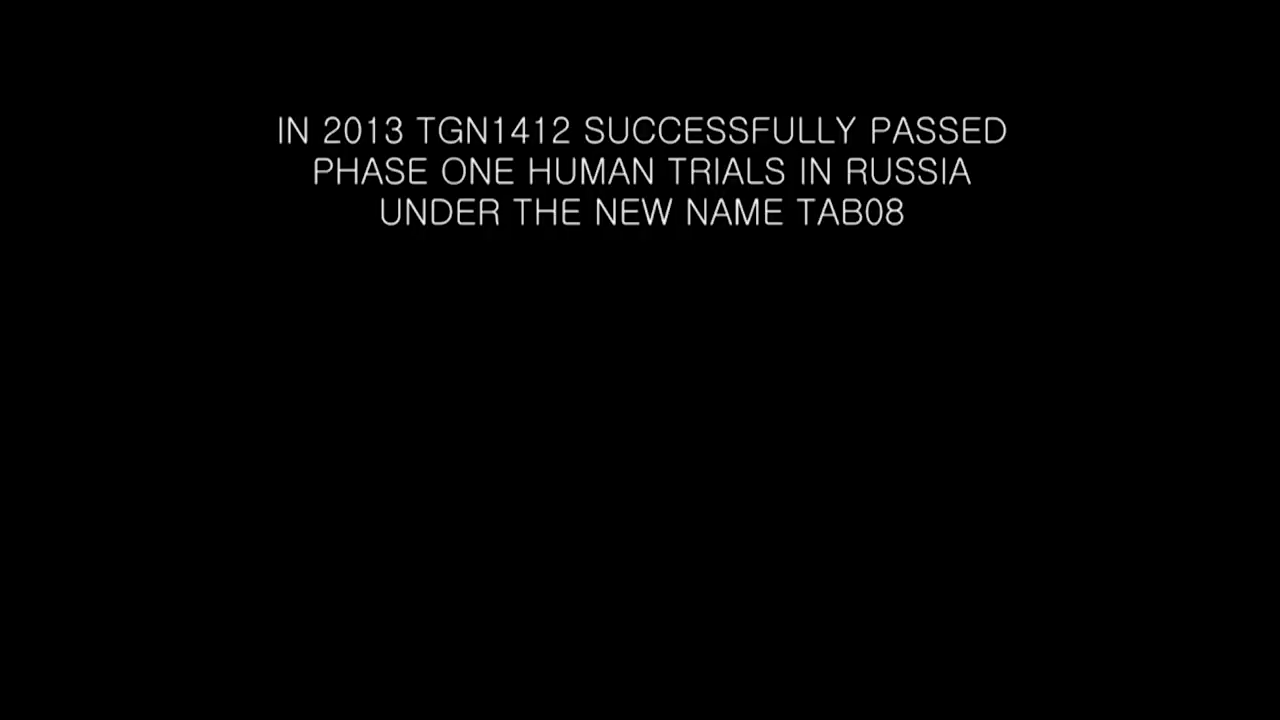 IN 2013 TGN1412 SUCCESSFULLY PASSED
PHASE ONE HUMAN TRIALS IN RUSSIA
UNDER THE NEW NAME TAB08